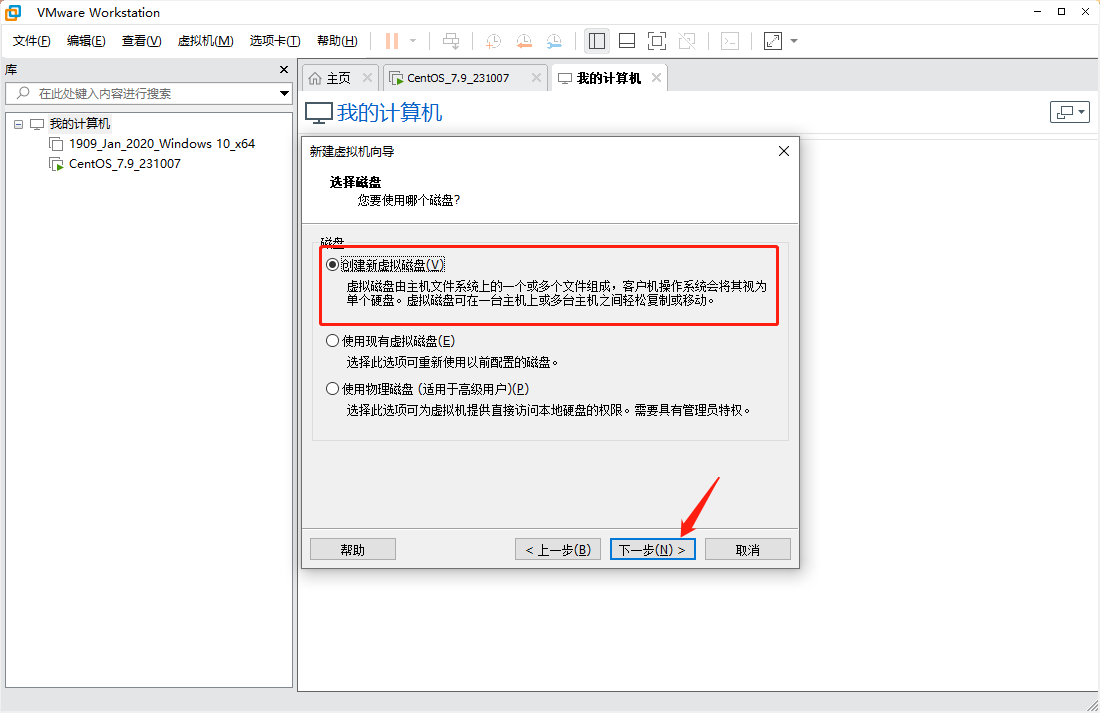 VMware Workstation
文件(F) 编辑(E) 查看(V) 虚拟机(M) 选项卡(T) 帮助(H)
库
在此处键入内容进行搜索
我的计算机
1909_Jan_2020_Windows 10_x64
CentOS_7.9_231007
主页 CentOS_7.9_231007 我的计算机
我的计算机
新建虚拟机向导
选择磁盘
您要使用哪个磁盘?
磁盘
创建新虚拟磁盘(V)
虚拟磁盘由主机文件系统上的一个或多个文件组成，客户机操作系统会将其视为
单个硬盘。虚拟磁盘可在一台主机上或多台主机之间轻松复制或移动。
使用现有虚拟磁盘(E)
选择此选项可重新使用以前配置的磁盘。
使用物理磁盘 (适用于高级用户)(P)
选择此选项可为虚拟机提供直接访问本地硬盘的权限。需要具有管理员特权。
帮助 < 上一步(B) 下一步(N) > 取消